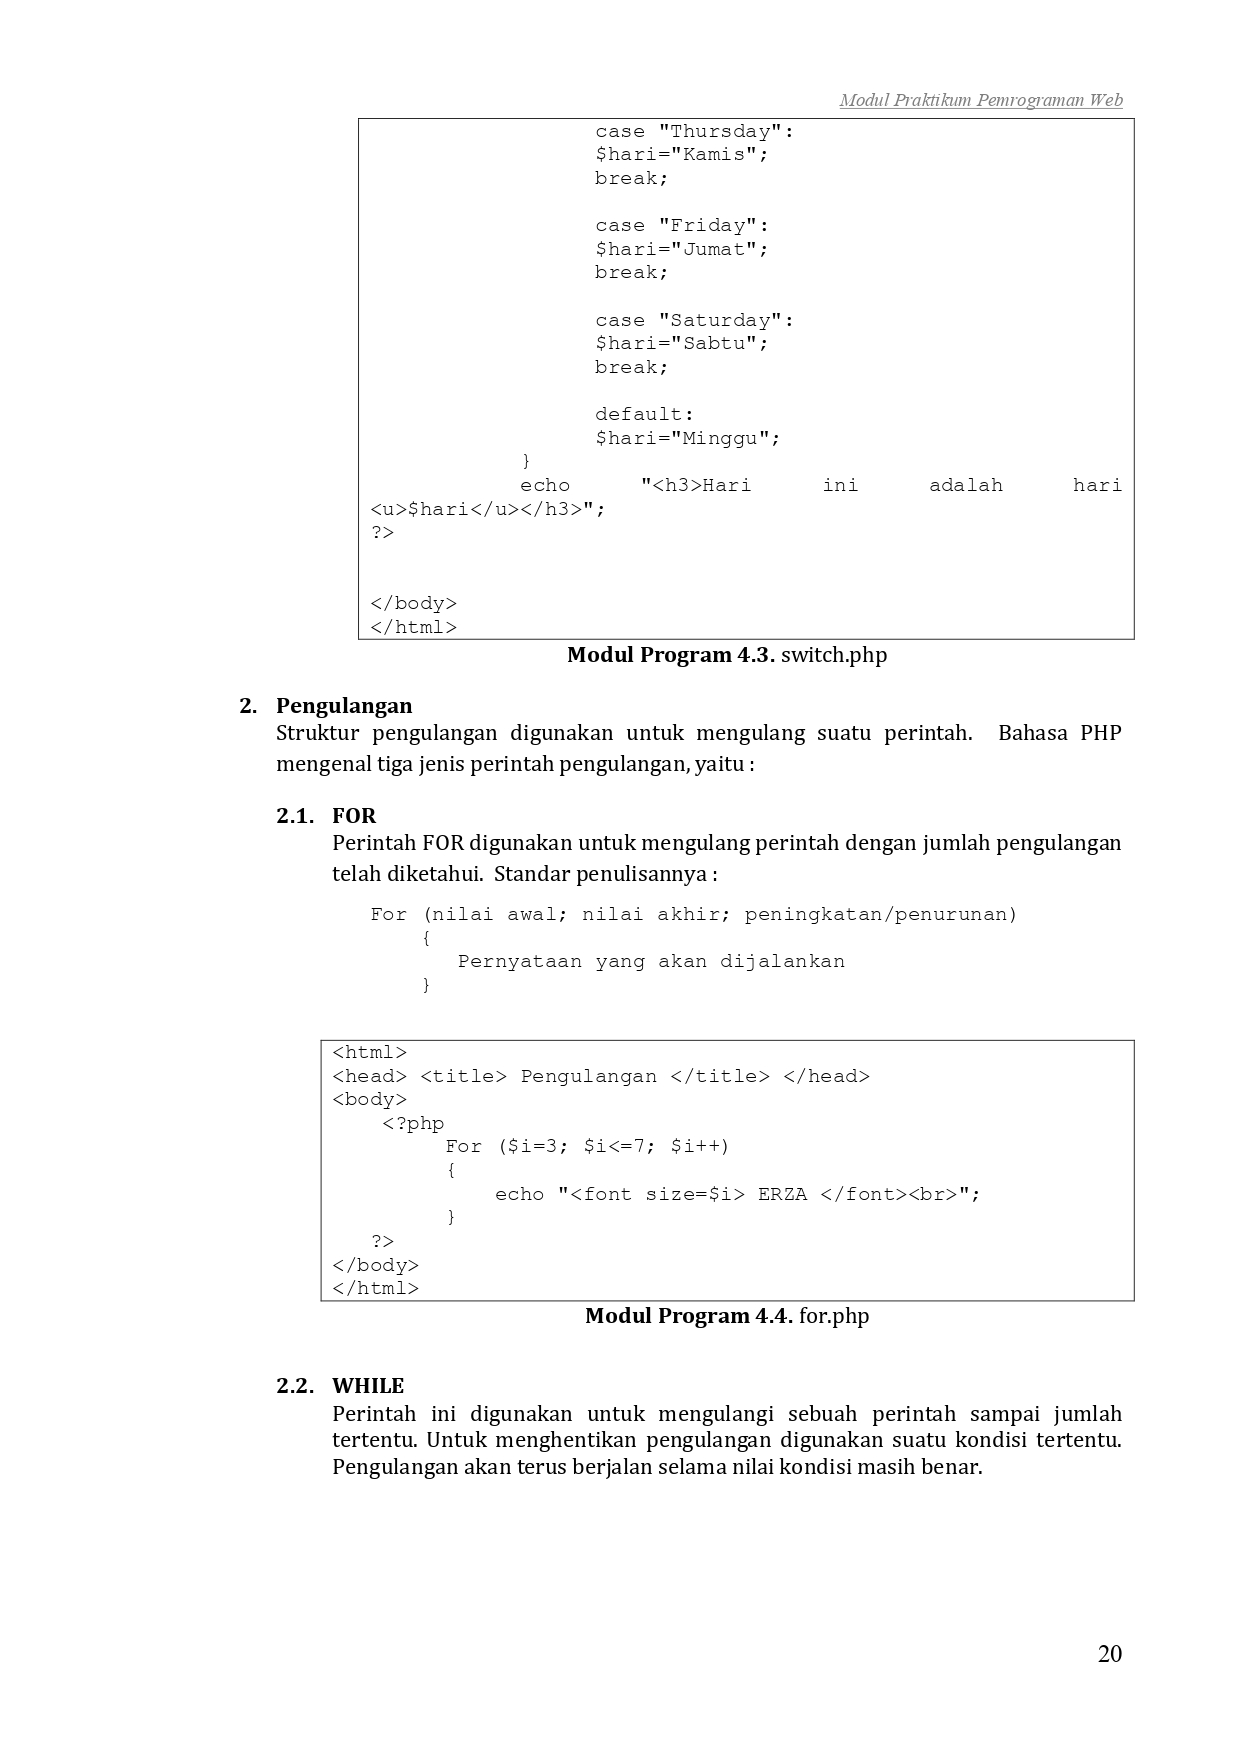 Modul Praktikum Pemrograman Web
case "Thursday":
$hari="Kamis";
break;
case "Friday":
$hari="Jumat";
break;
case "Saturday":
$hari="Sabtu";
break;
default:
$hari="Minggu";
}
echo "<h3>Hari ini adalah hari
<u>$hari</u></h3>";
?>
</body>
</html>
Modul Program 4.3. switch.php
2. Pengulangan
Struktur pengulangan digunakan untuk mengulang suatu perintah. Bahasa PHP
mengenal tiga jenis perintah pengulangan, yaitu :
2.1. FOR
Perintah FOR digunakan untuk mengulang perintah dengan jumlah pengulangan
telah diketahui. Standar penulisannya :
For (nilai awal; nilai akhir; peningkatan/penurunan)
{
Pernyataan yang akan dijalankan
}
<html>
<head> <title> Pengulangan </title> </head>
<body>
<?php
For ($i=3; $i<=7; $i++)
{
echo "<font size=$i> ERZA </font><br>";
}
?>
</body>
</html>
Modul Program 4.4. for.php
2.2. WHILE
Perintah ini digunakan untuk mengulangi sebuah perintah sampai jumlah
tertentu. Untuk menghentikan pengulangan digunakan suatu kondisi tertentu.
Pengulangan akan terus berjalan selama nilai kondisi masih benar.
20